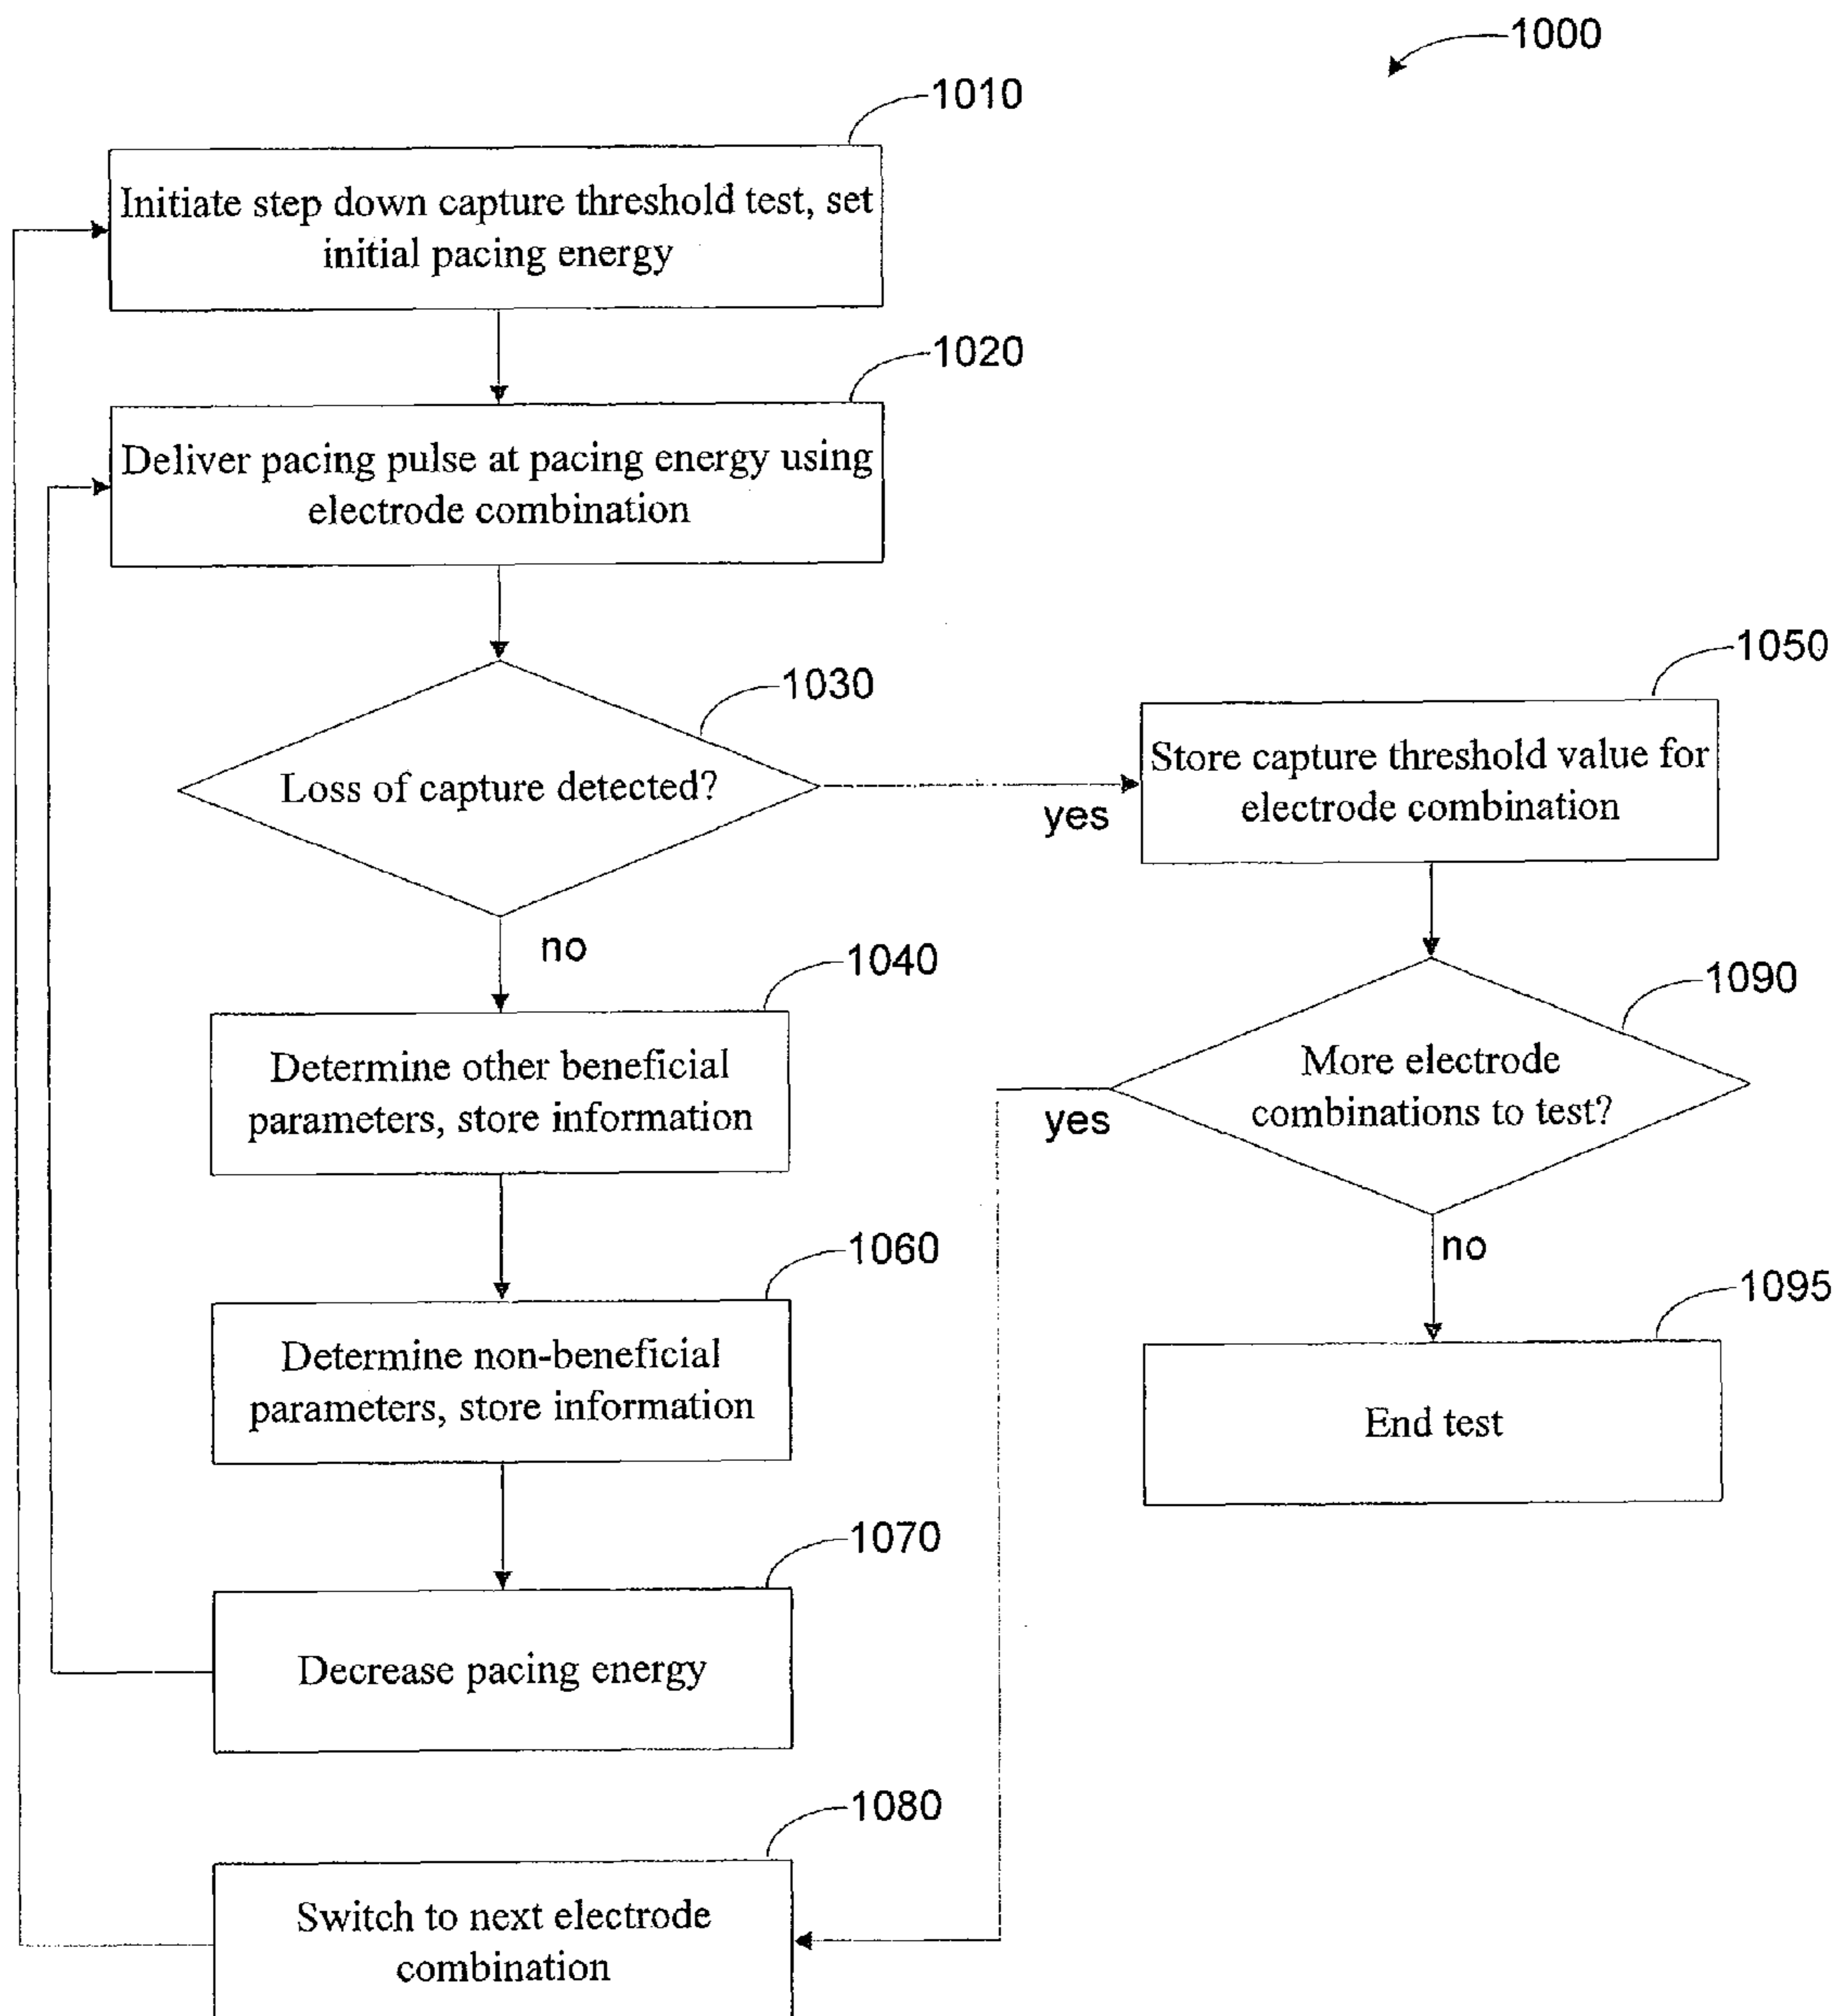 1000
1010
Initiate step down capture threshold test, set
initial pacing energy
1020
Deliver pacing pulse at pacing energy using
electrode combination
1030
Loss of capture detected?
yes
no
1050
Store capture threshold value for
electrode combination
1040
Determine other beneficial
parameters, store information
1090
More electrode
combinations to test?
yes
no
1060
Determine non-beneficial
parameters, store information
1095
End test
1070
Decrease pacing energy
1080
Switch to next electrode
combination